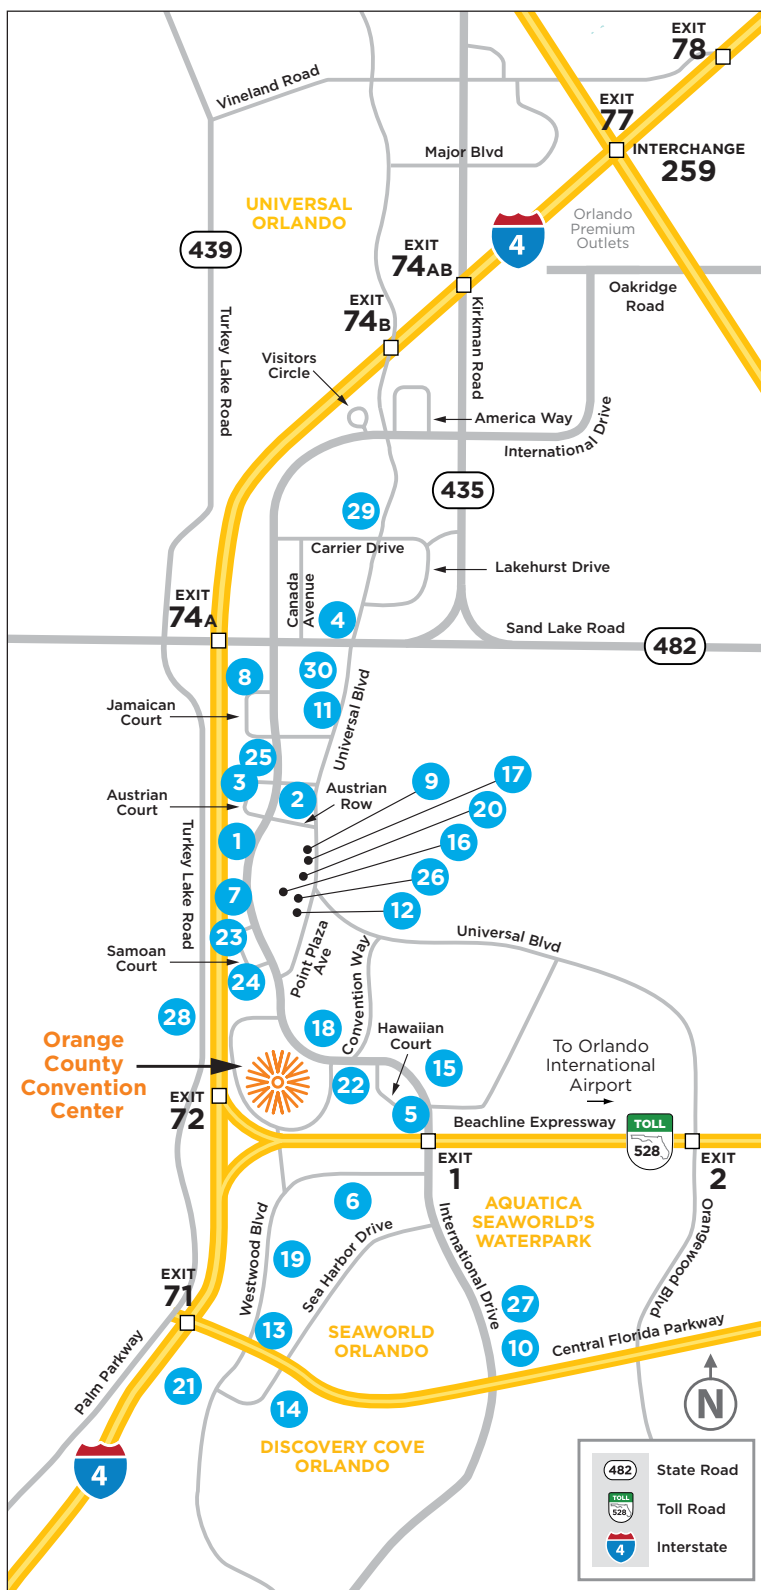 EXIT
78
Vineland Road
EXIT
77
Major Blvd
INTERCHANGE
259
UNIVERSAL
ORLANDO
Orlando
Premium
Outlets
439
4
EXIT
74AB
Oakridge
Road
EXIT
74B
Turkey Lake Road
Kirkman Road
Visitors
Circle
America Way
International Drive
435
29
Carrier Drive
Lakehurst Drive
Canada
Avenue
EXIT
74A
4
Sand Lake Road
482
8
30
Jamaican
Court
11
Universal Blvd
25
3
2
Austrian
Row
9
17
Austrian
Court
20
1
16
Turkey Lake Road
26
7
12
23
Samoan
Court
24
Point Plaza
Ave
Convention Way
Universal Blvd
28
18
Hawaiian
Court
Orange
County
Convention
Center
To Orlando
International
Airport
15
22
EXIT
72
5
Beachline Expressway
TOLL
528
EXIT
1
EXIT
2
6
AQUATICA
SEAWORLD'S
WATERPARK
Westwood Blvd
Sea Harbor Drive
International Drive
Orangewood Blvd
19
EXIT
71
27
13
SEAWORLD
ORLANDO
10
Central Florida Parkway
Palm Parkway
21
14
N
DISCOVERY COVE
ORLANDO
4
482
State Road
TOLL
528
Toll Road
4
Interstate